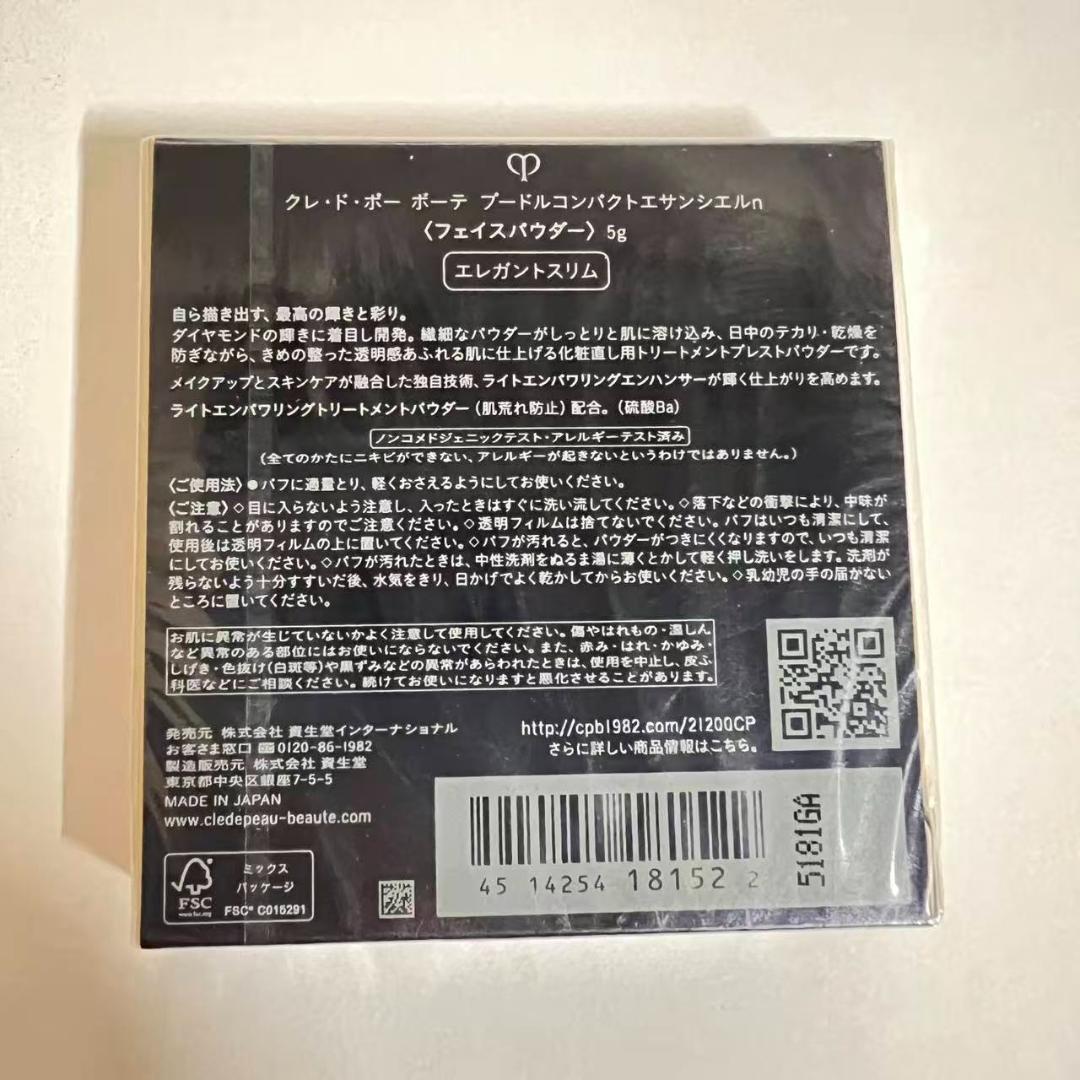 クレ・ド・ポー ボーテ プードルコンパクトエサンシエルn
〈フェイスパウダー〉 5g
エレガントスリム
自ら描き出す、最高の輝きと彩り。
ダイヤモンドの輝きに着目し開発。繊細なパウダーがしっとりと肌に溶け込み、日中のテカリ・乾燥を
防ぎながら、きめの整った透明感あふれる肌に仕上げる化粧直し用トリートメントプレストパウダーです。
メイクアップとスキンケアが融合した独自技術、ライトエンパワリングエンハンサーが輝く仕上がりを高めます。
ライトエンパワリングトリートメントパウダー（肌荒れ防止）配合。（硫酸Ba）
ノンコメドジェニックテスト・アレルギーテスト済み
（全てのかたにニキビができない、アレルギーが起きないというわけではありません。）
〈ご使用法〉●パフに適量とり、軽くおさえるようにしてお使いください。
〈ご注意〉◇目に入らないよう注意し、入ったときはすぐに洗い流してください。◇落下などの衝撃により、中味が
割れることがありますのでご注意ください。◇透明フィルムは捨てないでください。パフはいつも清潔にして、
使用後は透明フィルムの上に置いてください。◇パフが汚れると、パウダーがつきにくくなりますので、いつも清潔
にしてお使いください。◇パフが汚れたときは、中性洗剤をぬるま湯に薄くとかして軽く押し洗いをします。洗剤が
残らないよう十分すすいだ後、水気をきり、日かげでよく乾かしてからお使いください。◇乳幼児の手の届かない
ところに置いてください。
お肌に異常が生じていないかよく注意して使用してください。傷やはれもの・湿しん
など異常のある部位にはお使いにならないでください。また、赤み・はれ・かゆみ・
しげき・色抜け(白斑等)や黒ずみなどの異常があらわれたときは、使用を中止し、皮ふ
科医などにご相談ください。続けてお使いになりますと悪化させることがあります。
発売元 株式会社 資生堂インターナショナル
お客さま窓口 0120-86-1982
製造販売元 株式会社 資生堂
東京都中央区銀座7-5-5
MADE IN JAPAN
www.cledepeau-beaute.com
http://cpb1982.com/21200CP
さらに詳しい商品情報はこちら。
FSC
www.fsc.org
ミックス
パッケージ
FSC® C015291
45 14254 18152 2
5181GA